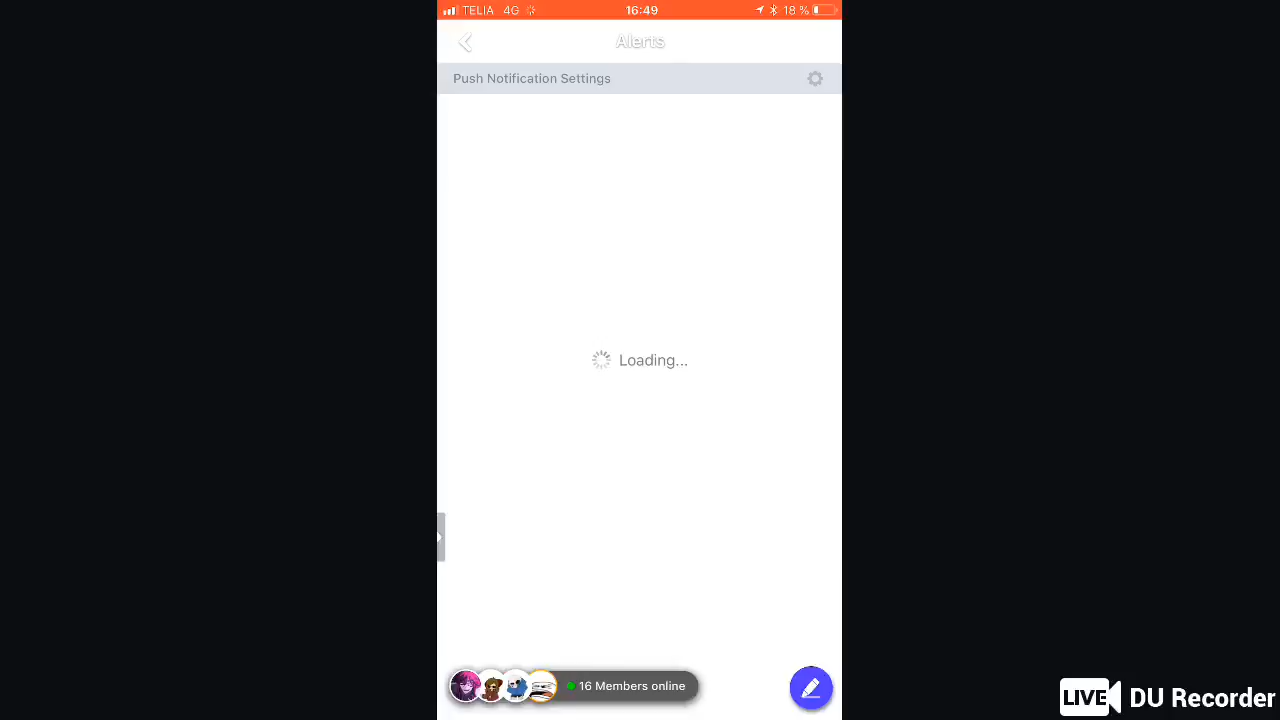 TELIA 4G 16:49 18 %
Alerts
Push Notification Settings
Loading...
16 Members online
LIVE DU Recorder